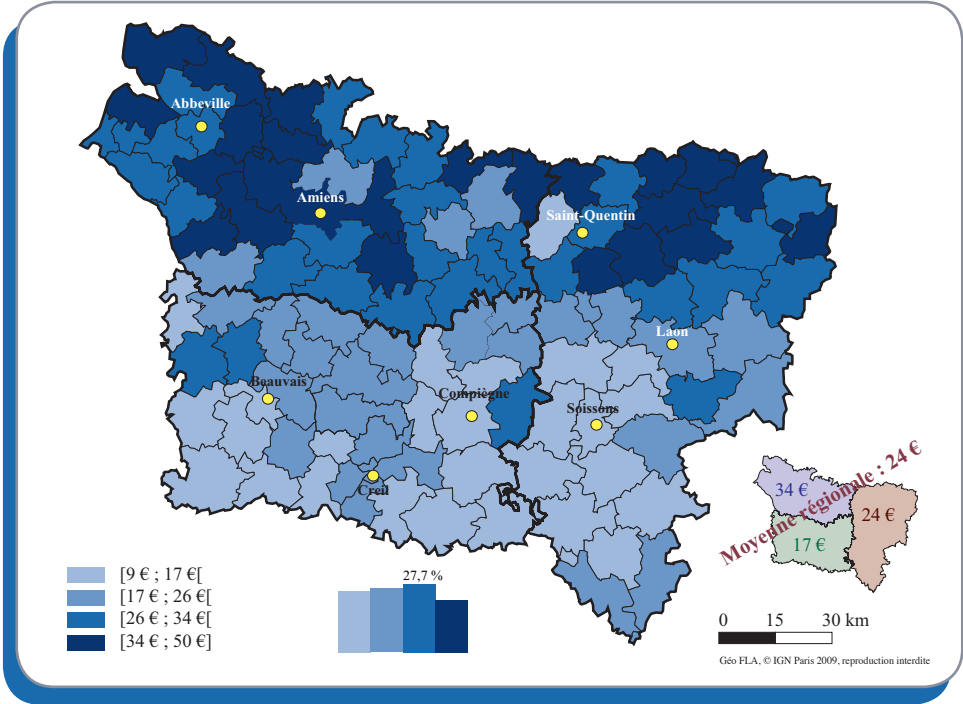 Abbeville
Amiens
Saint-Quentin
Laon
Beauvais
Compiègne
Soissons
Creil
Moyenne régionale : 24 €
34 €
24 €
17 €
[9 € ; 17 €[
[17 € ; 26 €[
[26 € ; 34 €[
[34 € ; 50 €]
27,7 %
0 15 30 km
Géo FLA, © IGN Paris 2009, reproduction interdite